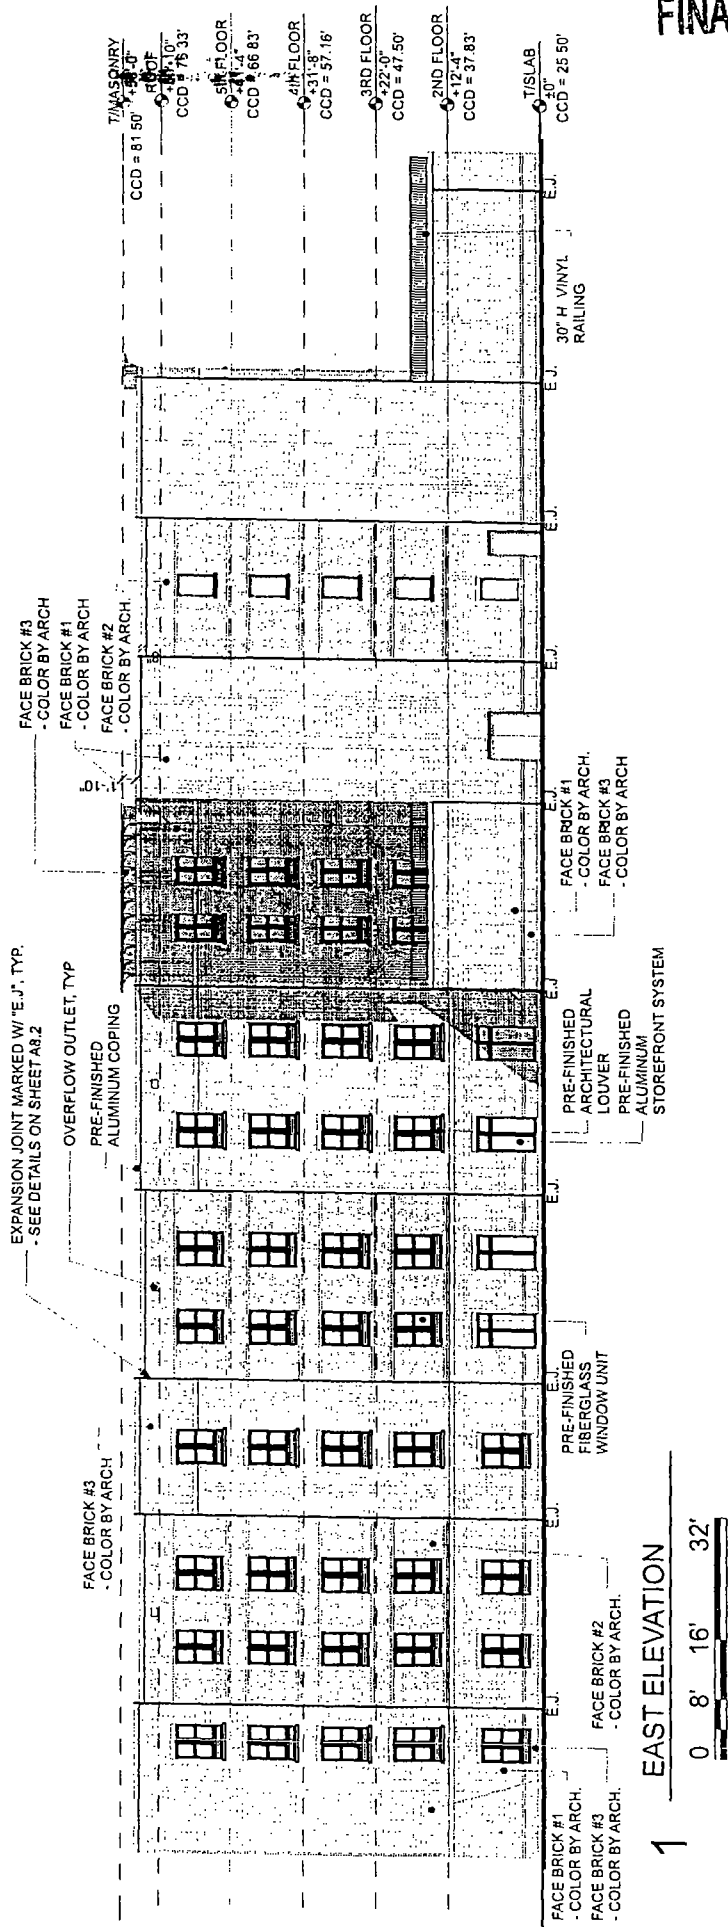 FINA
EXPANSION JOINT MARKED W/ "E.J", TYP.
- SEE DETAILS ON SHEET A8.2
OVERFLOW OUTLET, TYP
PRE-FINISHED
ALUMINUM COPING
FACE BRICK #3
- COLOR BY ARCH
FACE BRICK #3
- COLOR BY ARCH
FACE BRICK #1
- COLOR BY ARCH
FACE BRICK #2
- COLOR BY ARCH.
1'-10"
T/MASONRY
CCD = 81 50'
ROOF
CCD = 75 33'
5TH FLOOR
CCD = 66 83'
4TH FLOOR
+31'-8"
CCD = 57.16'
3RD FLOOR
+22'-0"
CCD = 47.50'
2ND FLOOR
+12'-4"
CCD = 37.83'
T/SLAB
±0"
CCD = 25 50'
E.J.
E.J.
E.J.
E.J.
E.J.
E.J.
E.J.
E.J.
E.J.
E.J.
FACE BRICK #1
- COLOR BY ARCH.
FACE BRICK #3
- COLOR BY ARCH.
FACE BRICK #2
- COLOR BY ARCH.
PRE-FINISHED
FIBERGLASS
WINDOW UNIT
PRE-FINISHED
ARCHITECTURAL
LOUVER
PRE-FINISHED
ALUMINUM
STOREFRONT SYSTEM
FACE BRICK #1
- COLOR BY ARCH.
FACE BRICK #3
- COLOR BY ARCH
30" H VINYL
RAILING
1
EAST ELEVATION
0 8' 16' 32'